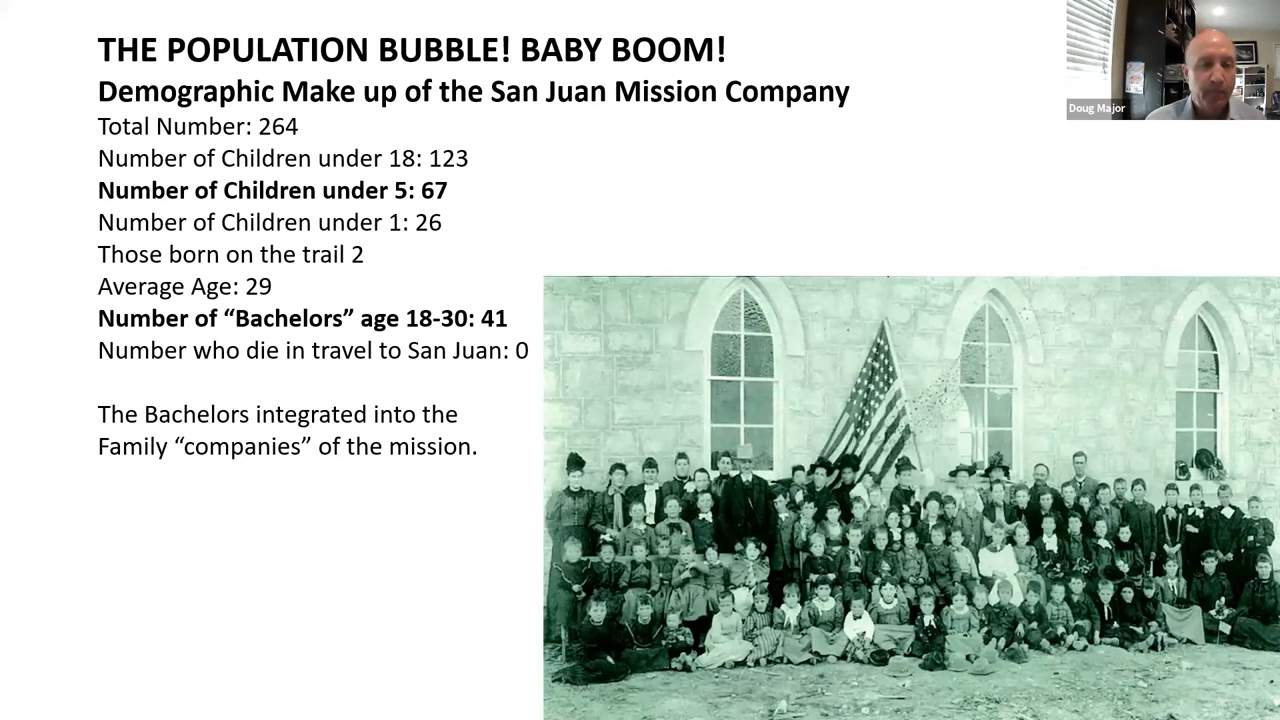 THE POPULATION BUBBLE! BABY BOOM!
Demographic Make up of the San Juan Mission Company
Total Number: 264
Number of Children under 18: 123
Number of Children under 5: 67
Number of Children under 1: 26
Those born on the trail 2
Average Age: 29
Number of “Bachelors” age 18-30: 41
Number who die in travel to San Juan: 0
The Bachelors integrated into the
Family “companies” of the mission.
Doug Major